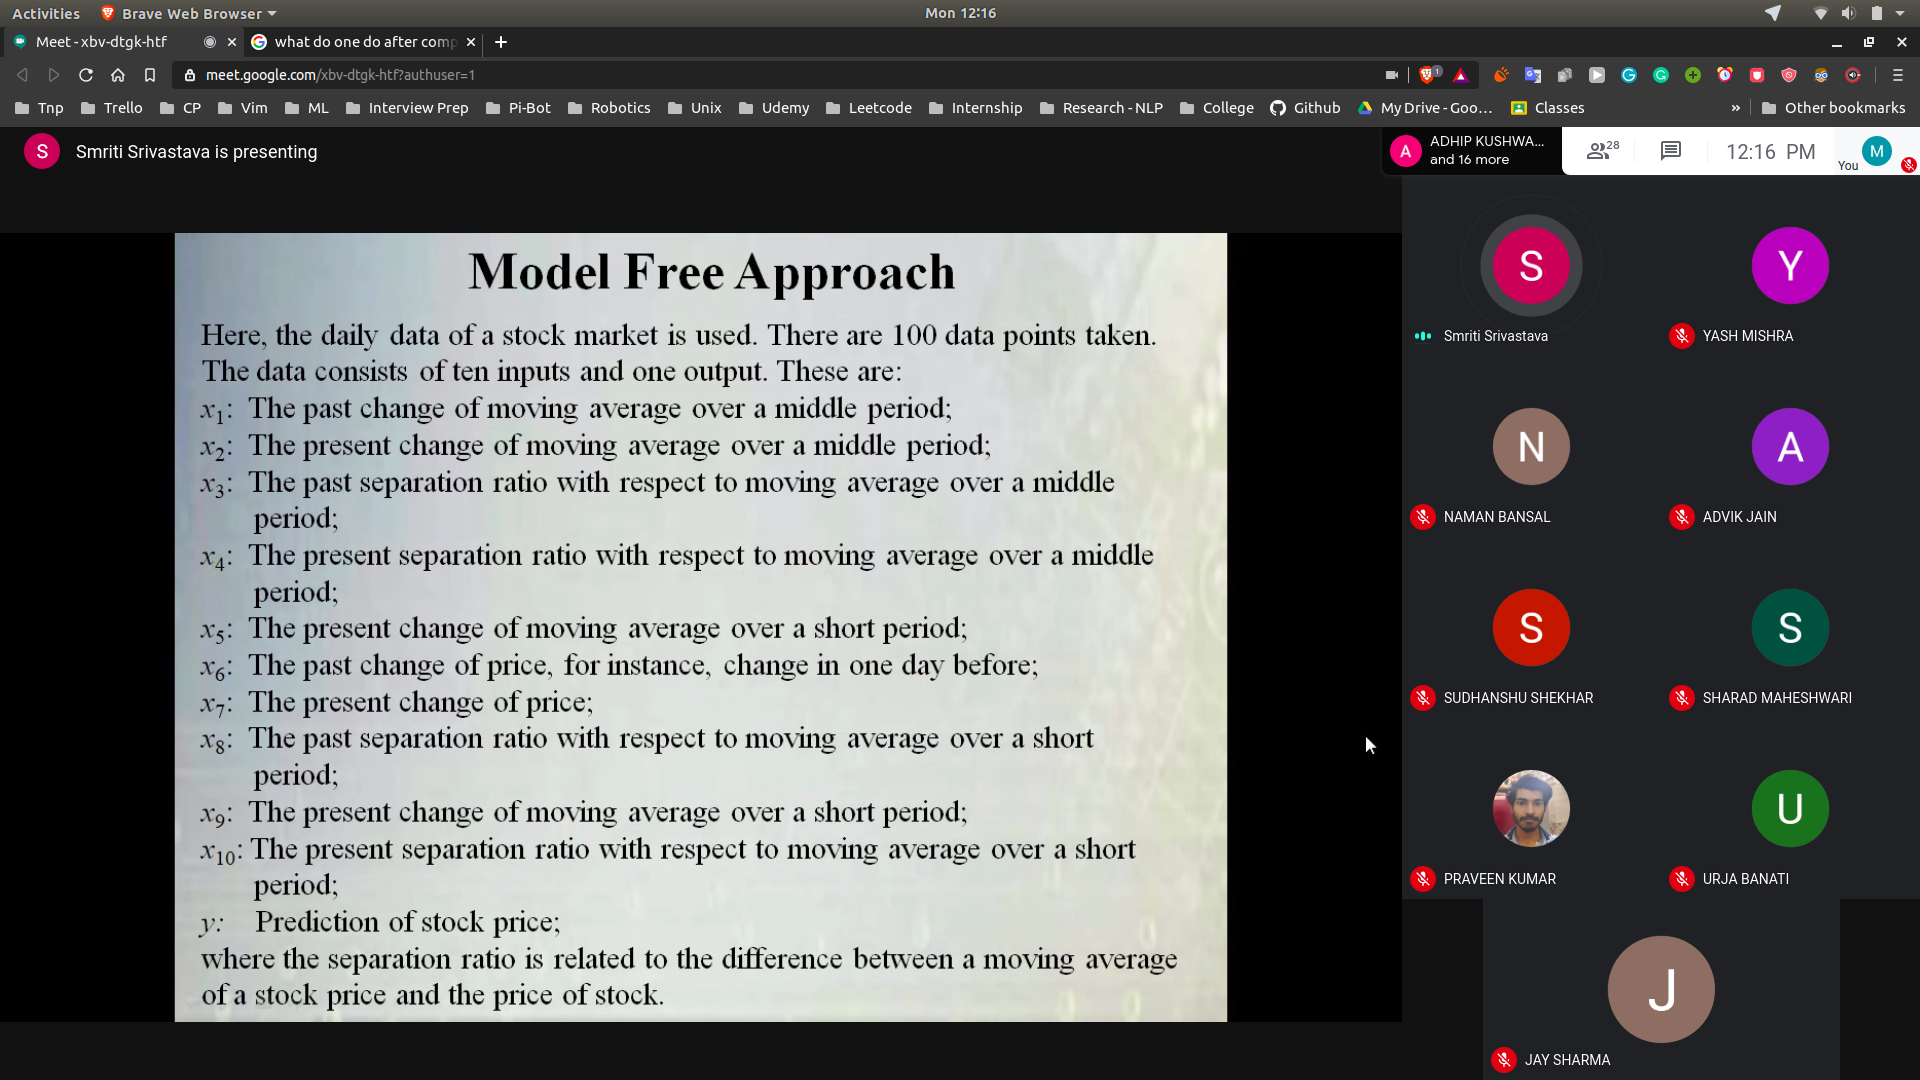 Activities Brave Web Browser Mon 12:16
Meet - xbv-dtgk-htf what do one do after comp
meet.google.com/xbv-dtgk-htf?authuser=1 1
Tnp Trello CP Vim ML Interview Prep Pi-Bot Robotics Unix Udemy Leetcode Internship Research - NLP College Github My Drive - Goo... Classes » Other bookmarks
S Smriti Srivastava is presenting
A ADHIP KUSHWA...
and 16 more
28 12:16 PM You M
Model Free Approach
Here, the daily data of a stock market is used. There are 100 data points taken.
The data consists of ten inputs and one output. These are:
x1: The past change of moving average over a middle period;
x2: The present change of moving average over a middle period;
x3: The past separation ratio with respect to moving average over a middle
period;
x4: The present separation ratio with respect to moving average over a middle
period;
x5: The present change of moving average over a short period;
x6: The past change of price, for instance, change in one day before;
x7: The present change of price;
x8: The past separation ratio with respect to moving average over a short
period;
x9: The present change of moving average over a short period;
x10: The present separation ratio with respect to moving average over a short
period;
y: Prediction of stock price;
where the separation ratio is related to the difference between a moving average
of a stock price and the price of stock.
S Y
Smriti Srivastava YASH MISHRA
N A
NAMAN BANSAL ADVIK JAIN
S S
SUDHANSHU SHEKHAR SHARAD MAHESHWARI
U
PRAVEEN KUMAR URJA BANATI
J
JAY SHARMA